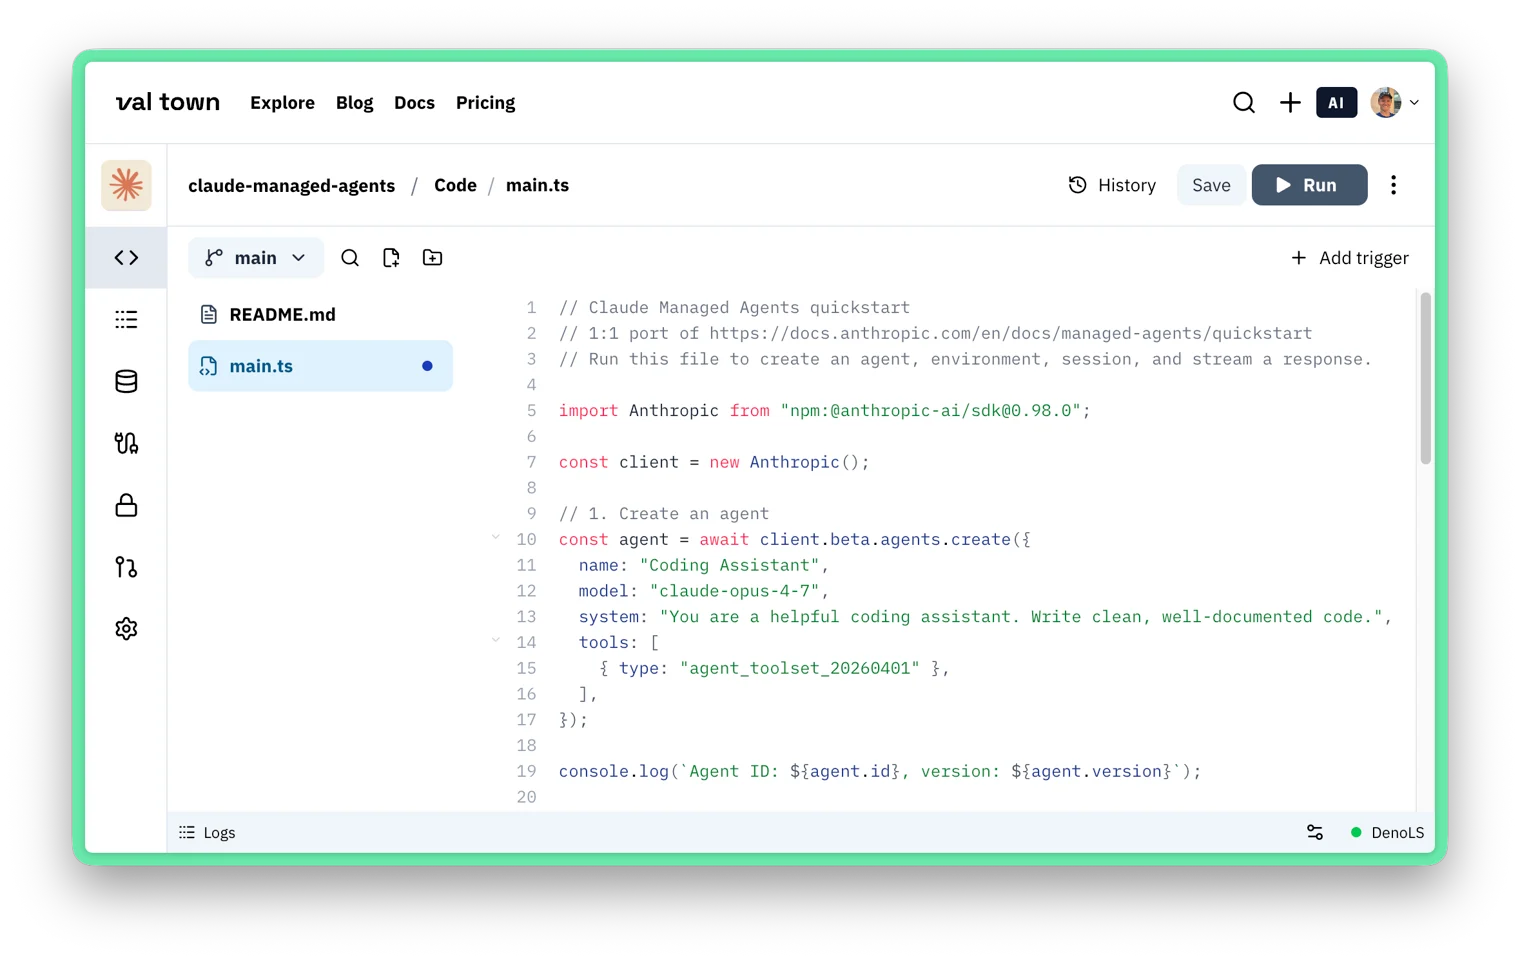 val town Explore Blog Docs Pricing AI
claude-managed-agents / Code / main.ts History Save Run
main Add trigger
README.md
main.ts
1 // Claude Managed Agents quickstart
2 // 1:1 port of https://docs.anthropic.com/en/docs/managed-agents/quickstart
3 // Run this file to create an agent, environment, session, and stream a response.
4
5 import Anthropic from "npm:@anthropic-ai/sdk@0.98.0";
6
7 const client = new Anthropic();
8
9 // 1. Create an agent
10 const agent = await client.beta.agents.create({
11   name: "Coding Assistant",
12   model: "claude-opus-4-7",
13   system: "You are a helpful coding assistant. Write clean, well-documented code.",
14   tools: [
15     { type: "agent_toolset_20260401" },
16   ],
17 });
18
19 console.log(`Agent ID: ${agent.id}, version: ${agent.version}`);
20
Logs DenoLS